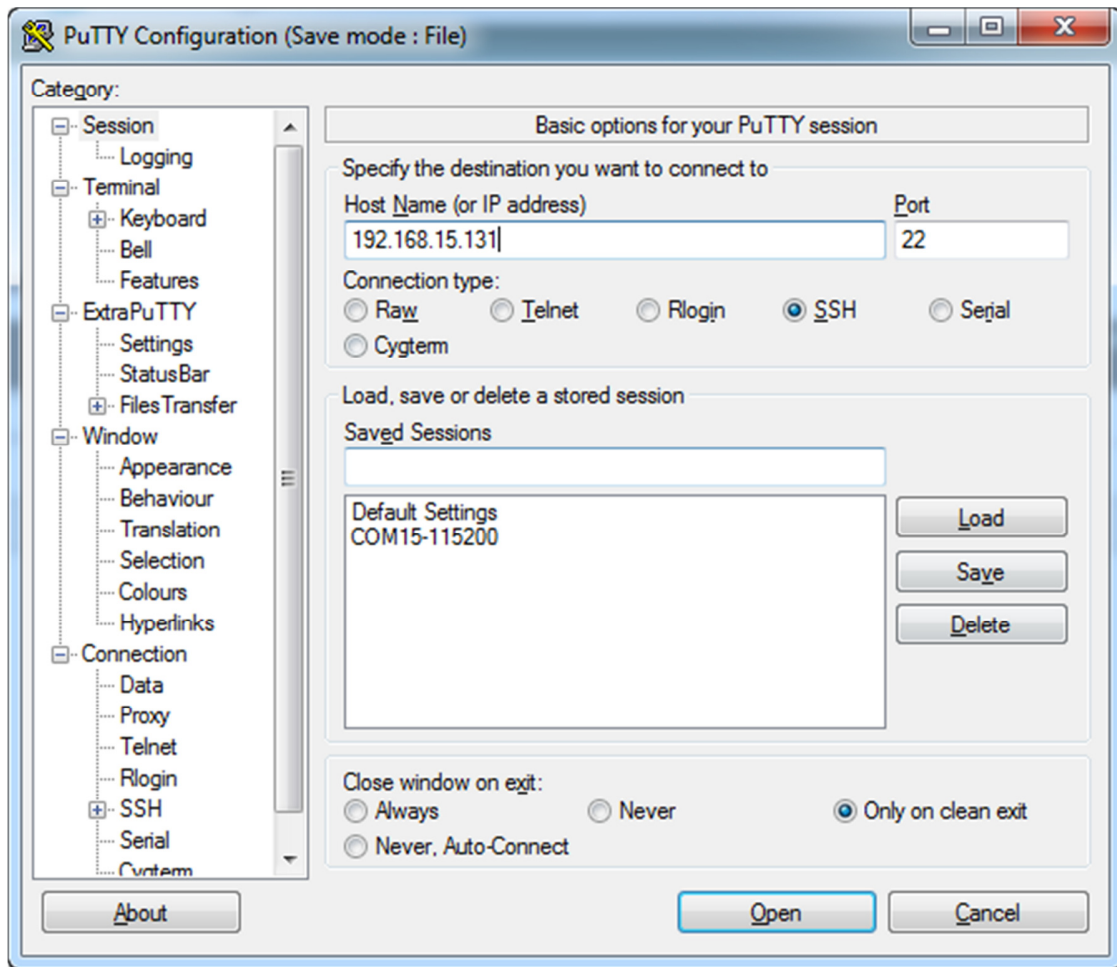 PuTTY Configuration (Save mode : File)
Category:
Session
Logging
Terminal
Keyboard
Bell
Features
ExtraPuTTY
Settings
StatusBar
FilesTransfer
Window
Appearance
Behaviour
Translation
Selection
Colours
Hyperlinks
Connection
Data
Proxy
Telnet
Rlogin
SSH
Serial
Cygterm
Basic options for your PuTTY session
Specify the destination you want to connect to
Host Name (or IP address) Port
192.168.15.131 22
Connection type:
Raw Telnet Rlogin SSH Serial
Cygterm
Load, save or delete a stored session
Saved Sessions
Default Settings
COM15-115200
Load
Save
Delete
Close window on exit:
Always Never Only on clean exit
Never, Auto-Connect
About Open Cancel